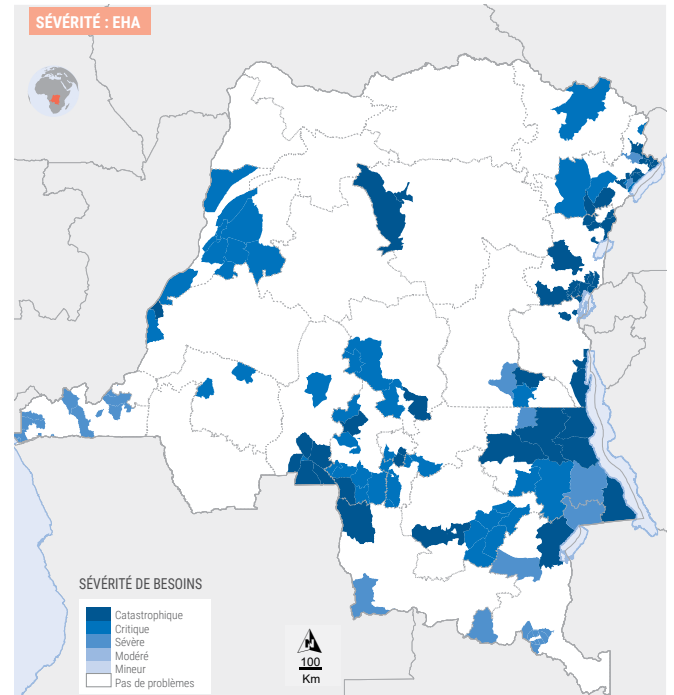 SÉVÉRITÉ : EHA
SÉVÉRITÉ DE BESOINS
Catastrophique
Critique
Sévère
Modéré
Mineur
Pas de problèmes
N
100
Km